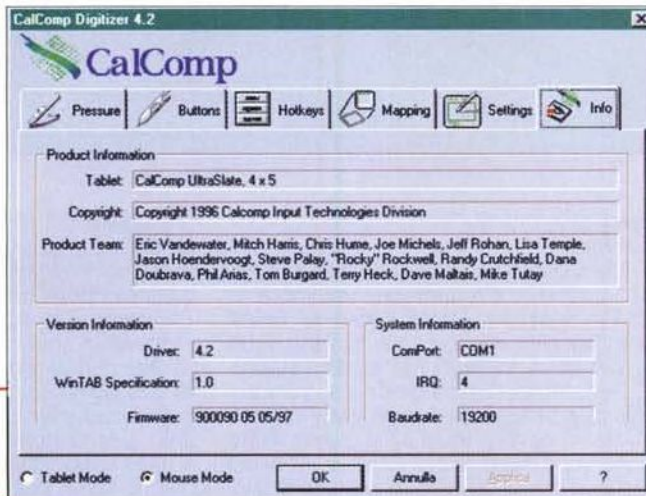 CalComp Digitizer 4.2
CalComp
Pressure Buttons Hotkeys Mapping Settings Info
Product Information
Tablet: CalComp UltraSlate, 4 x 5
Copyright: Copyright 1996 Calcomp Input Technologies Division
Product Team: Eric Vandewater, Mitch Harris, Chris Hume, Joe Michels, Jeff Rohan, Lisa Temple,
Jason Hoendervoogt, Steve Palay, "Rocky" Rockwell, Randy Crutchfield, Dana
Doubrava, Phil Arias, Tom Burgard, Terry Heck, Dave Maltais, Mike Tutay
Version Information
Driver: 4.2
WinTAB Specification: 1.0
Firmware: 900090 05 05/97
System Information
ComPort: COM1
IRQ: 4
Baudrate: 19200
Tablet Mode Mouse Mode OK Annulla Applica ?